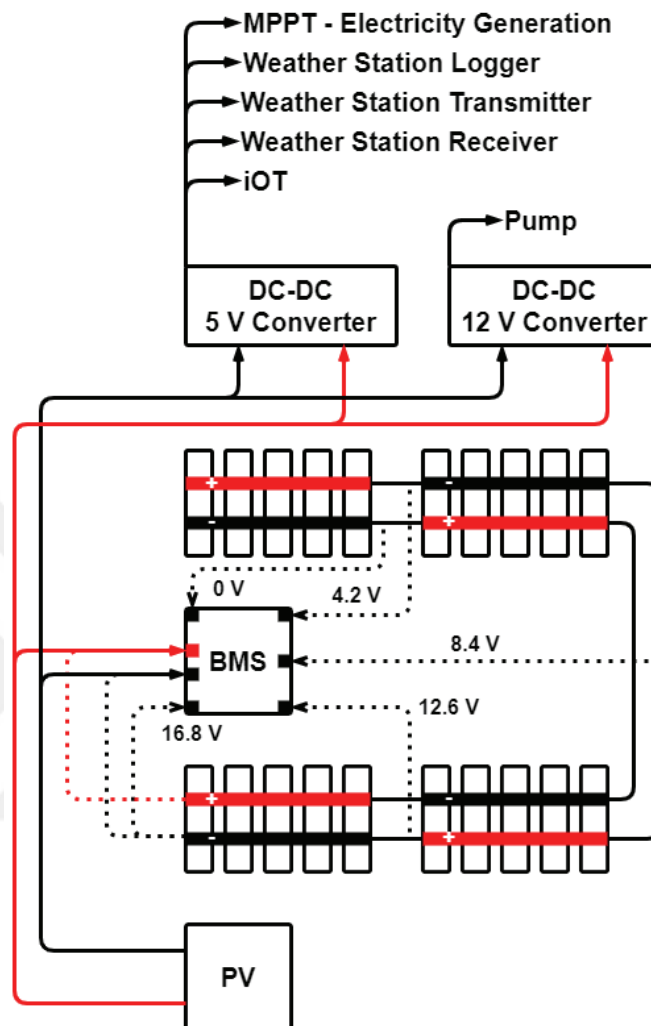 MPPT - Electricity Generation
Weather Station Logger
Weather Station Transmitter
Weather Station Receiver
iOT
Pump
DC-DC
5 V Converter
DC-DC
12 V Converter
+
-
-
+
0 V
4.2 V
BMS
8.4 V
12.6 V
16.8 V
+
-
-
+
PV